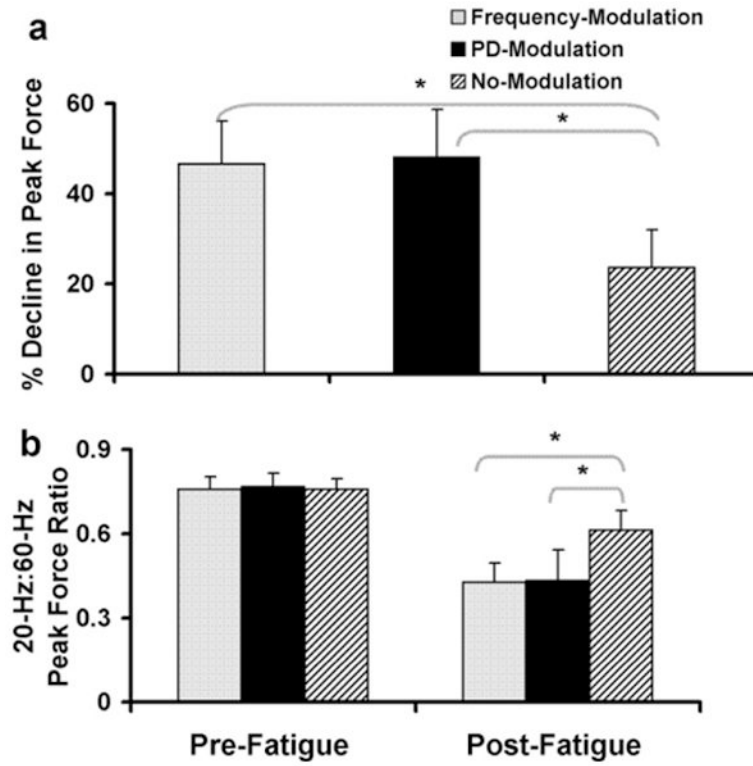 a
Frequency-Modulation
PD-Modulation
No-Modulation
*
*
% Decline in Peak Force
60
40
20
0
b
*
*
20-Hz:60-Hz
Peak Force Ratio
0.9
0.6
0.3
0
Pre-Fatigue
Post-Fatigue